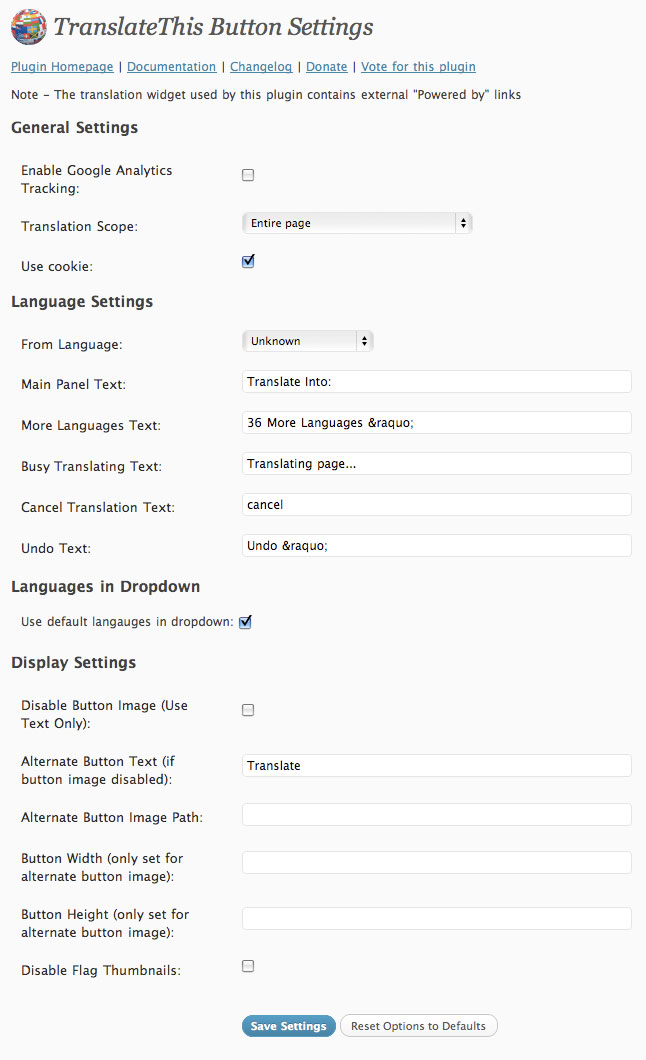 TranslateThis Button Settings
Plugin Homepage | Documentation | Changelog | Donate | Vote for this plugin
Note - The translation widget used by this plugin contains external "Powered by" links
General Settings
Enable Google Analytics
Tracking:
Translation Scope: Entire page
Use cookie:
Language Settings
From Language: Unknown
Main Panel Text: Translate Into:
More Languages Text: 36 More Languages &raquo;
Busy Translating Text: Translating page...
Cancel Translation Text: cancel
Undo Text: Undo &raquo;
Languages in Dropdown
Use default langauges in dropdown:
Display Settings
Disable Button Image (Use
Text Only):
Alternate Button Text (if
button image disabled): Translate
Alternate Button Image Path:
Button Width (only set for
alternate button image):
Button Height (only set for
alternate button image):
Disable Flag Thumbnails:
Save Settings Reset Options to Defaults